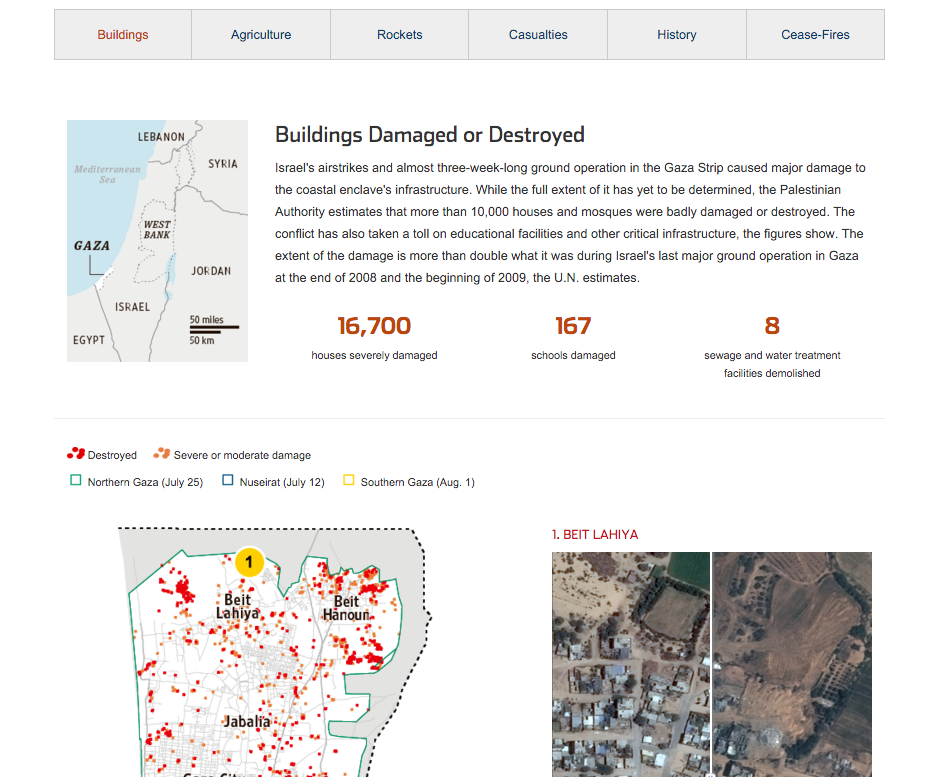 Buildings
Agriculture
Rockets
Casualties
History
Cease-Fires
LEBANON
Mediterranean
Sea
SYRIA
WEST
BANK
GAZA
JORDAN
ISRAEL
50 miles
50 km
EGYPT
Buildings Damaged or Destroyed
Israel's airstrikes and almost three-week-long ground operation in the Gaza Strip caused major damage to
the coastal enclave's infrastructure. While the full extent of it has yet to be determined, the Palestinian
Authority estimates that more than 10,000 houses and mosques were badly damaged or destroyed. The
conflict has also taken a toll on educational facilities and other critical infrastructure, the figures show. The
extent of the damage is more than double what it was during Israel's last major ground operation in Gaza
at the end of 2008 and the beginning of 2009, the U.N. estimates.
16,700
houses severely damaged
167
schools damaged
8
sewage and water treatment
facilities demolished
Destroyed
Severe or moderate damage
Northern Gaza (July 25)
Nuseirat (July 12)
Southern Gaza (Aug. 1)
1
Beit
Lahiya
Beit
Hanoun
Jabalia
Gaza City
1. BEIT LAHIYA